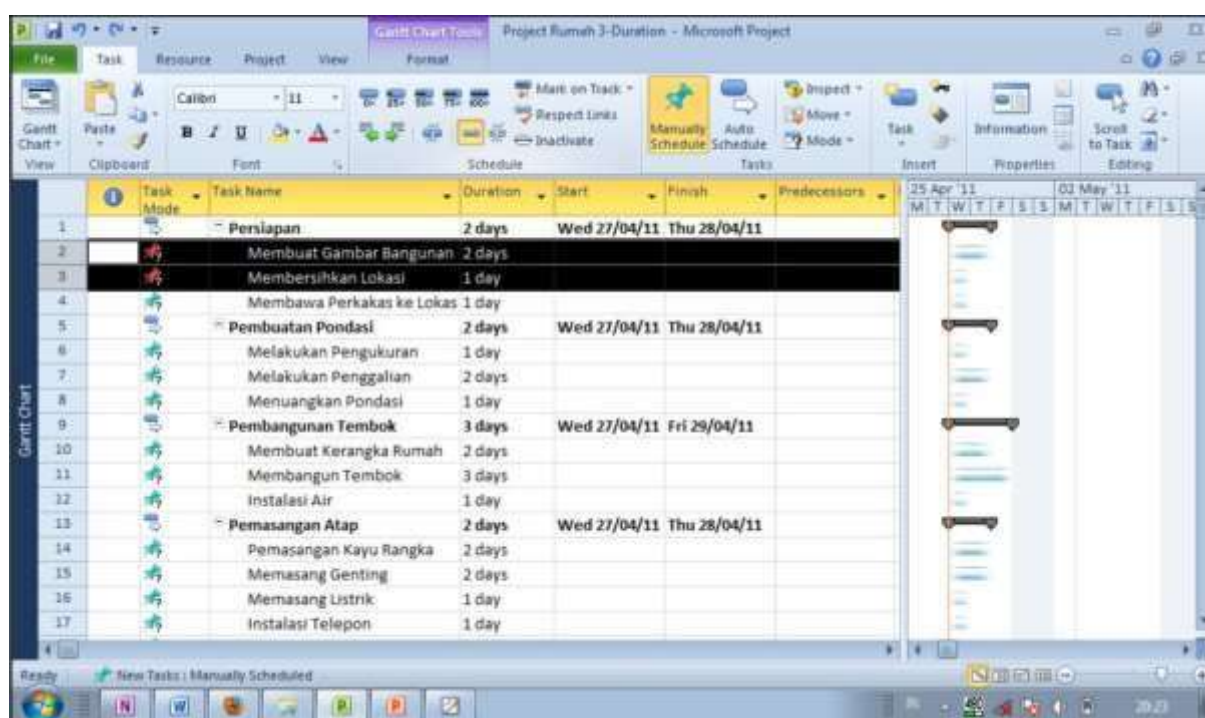 Gantt Chart Tools
Project Rumah 3-Duration - Microsoft Project
File Task Resource Project View Format
Gantt Chart
View
Paste
Clipboard
Calibri 11
B I U A
Font
Mark on Track
Respect Links
Inactivate
Schedule
Manually Schedule
Auto Schedule
Inspect
Move
Mode
Tasks
Task
Insert
Information
Properties
Scroll to Task
Editing
Task Mode Task Name Duration Start Finish Predecessors
25 Apr '11 02 May '11
M T W T F S S M T W T F S S
1 Persiapan 2 days Wed 27/04/11 Thu 28/04/11
2 Membuat Gambar Bangunan 2 days
3 Membersihkan Lokasi 1 day
4 Membawa Perkakas ke Lokas 1 day
5 Pembuatan Pondasi 2 days Wed 27/04/11 Thu 28/04/11
6 Melakukan Pengukuran 1 day
7 Melakukan Penggalian 2 days
8 Menuangkan Pondasi 1 day
9 Pembangunan Tembok 3 days Wed 27/04/11 Fri 29/04/11
10 Membuat Kerangka Rumah 2 days
11 Membangun Tembok 3 days
12 Instalasi Air 1 day
13 Pemasangan Atap 2 days Wed 27/04/11 Thu 28/04/11
14 Pemasangan Kayu Rangka 2 days
15 Memasang Genting 2 days
16 Memasang Listrik 1 day
17 Instalasi Telepon 1 day
Gantt Chart
Ready New Tasks : Manually Scheduled
20:23